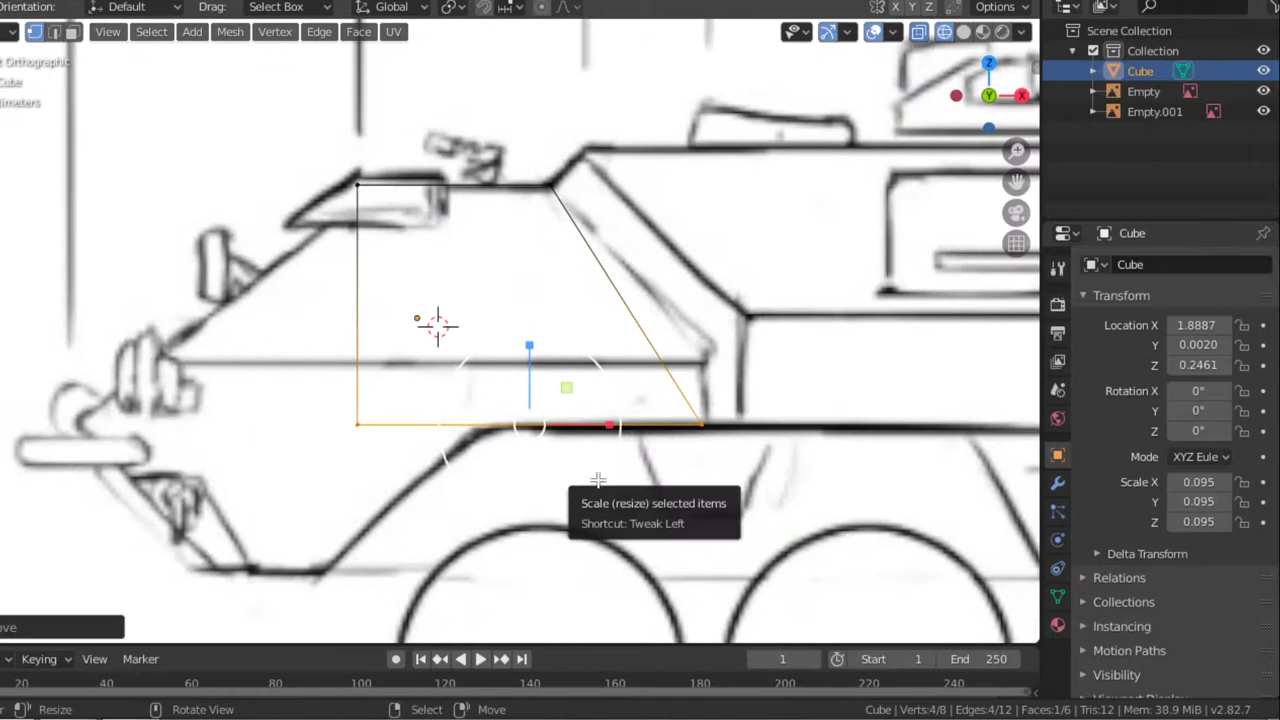 Orientation: Default Drag: Select Box Global X Y Z Options
View Select Add Mesh Vertex Edge Face UV
Orthographic
Cube
Z
Y X
Scale (resize) selected items
Shortcut: Tweak Left
Scene Collection
Collection
Cube
Empty
Empty.001
Cube
Cube
Transform
Location X 1.8887
Y 0.0020
Z 0.2461
Rotation X 0°
Y 0°
Z 0°
Mode XYZ Eule
Scale X 0.095
Y 0.095
Z 0.095
Delta Transform
Relations
Collections
Instancing
Motion Paths
Visibility
Keying View Marker 1 Start 1 End 250
20 40 60 80 100 120 140 160 180 200 220 240
Resize Rotate View Select Move Cube | Verts:4/8 | Edges:4/12 | Faces:1/6 | Tris:12 | Mem: 38.9 MiB | v2.82.7